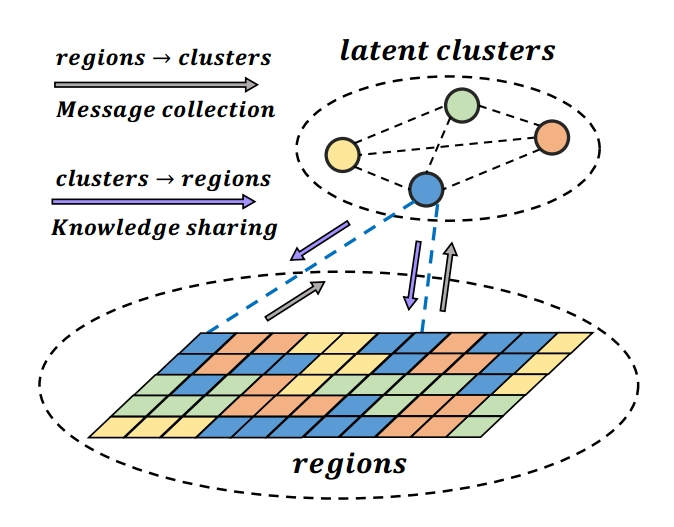 regions → clusters
Message collection
clusters → regions
Knowledge sharing
latent clusters
regions